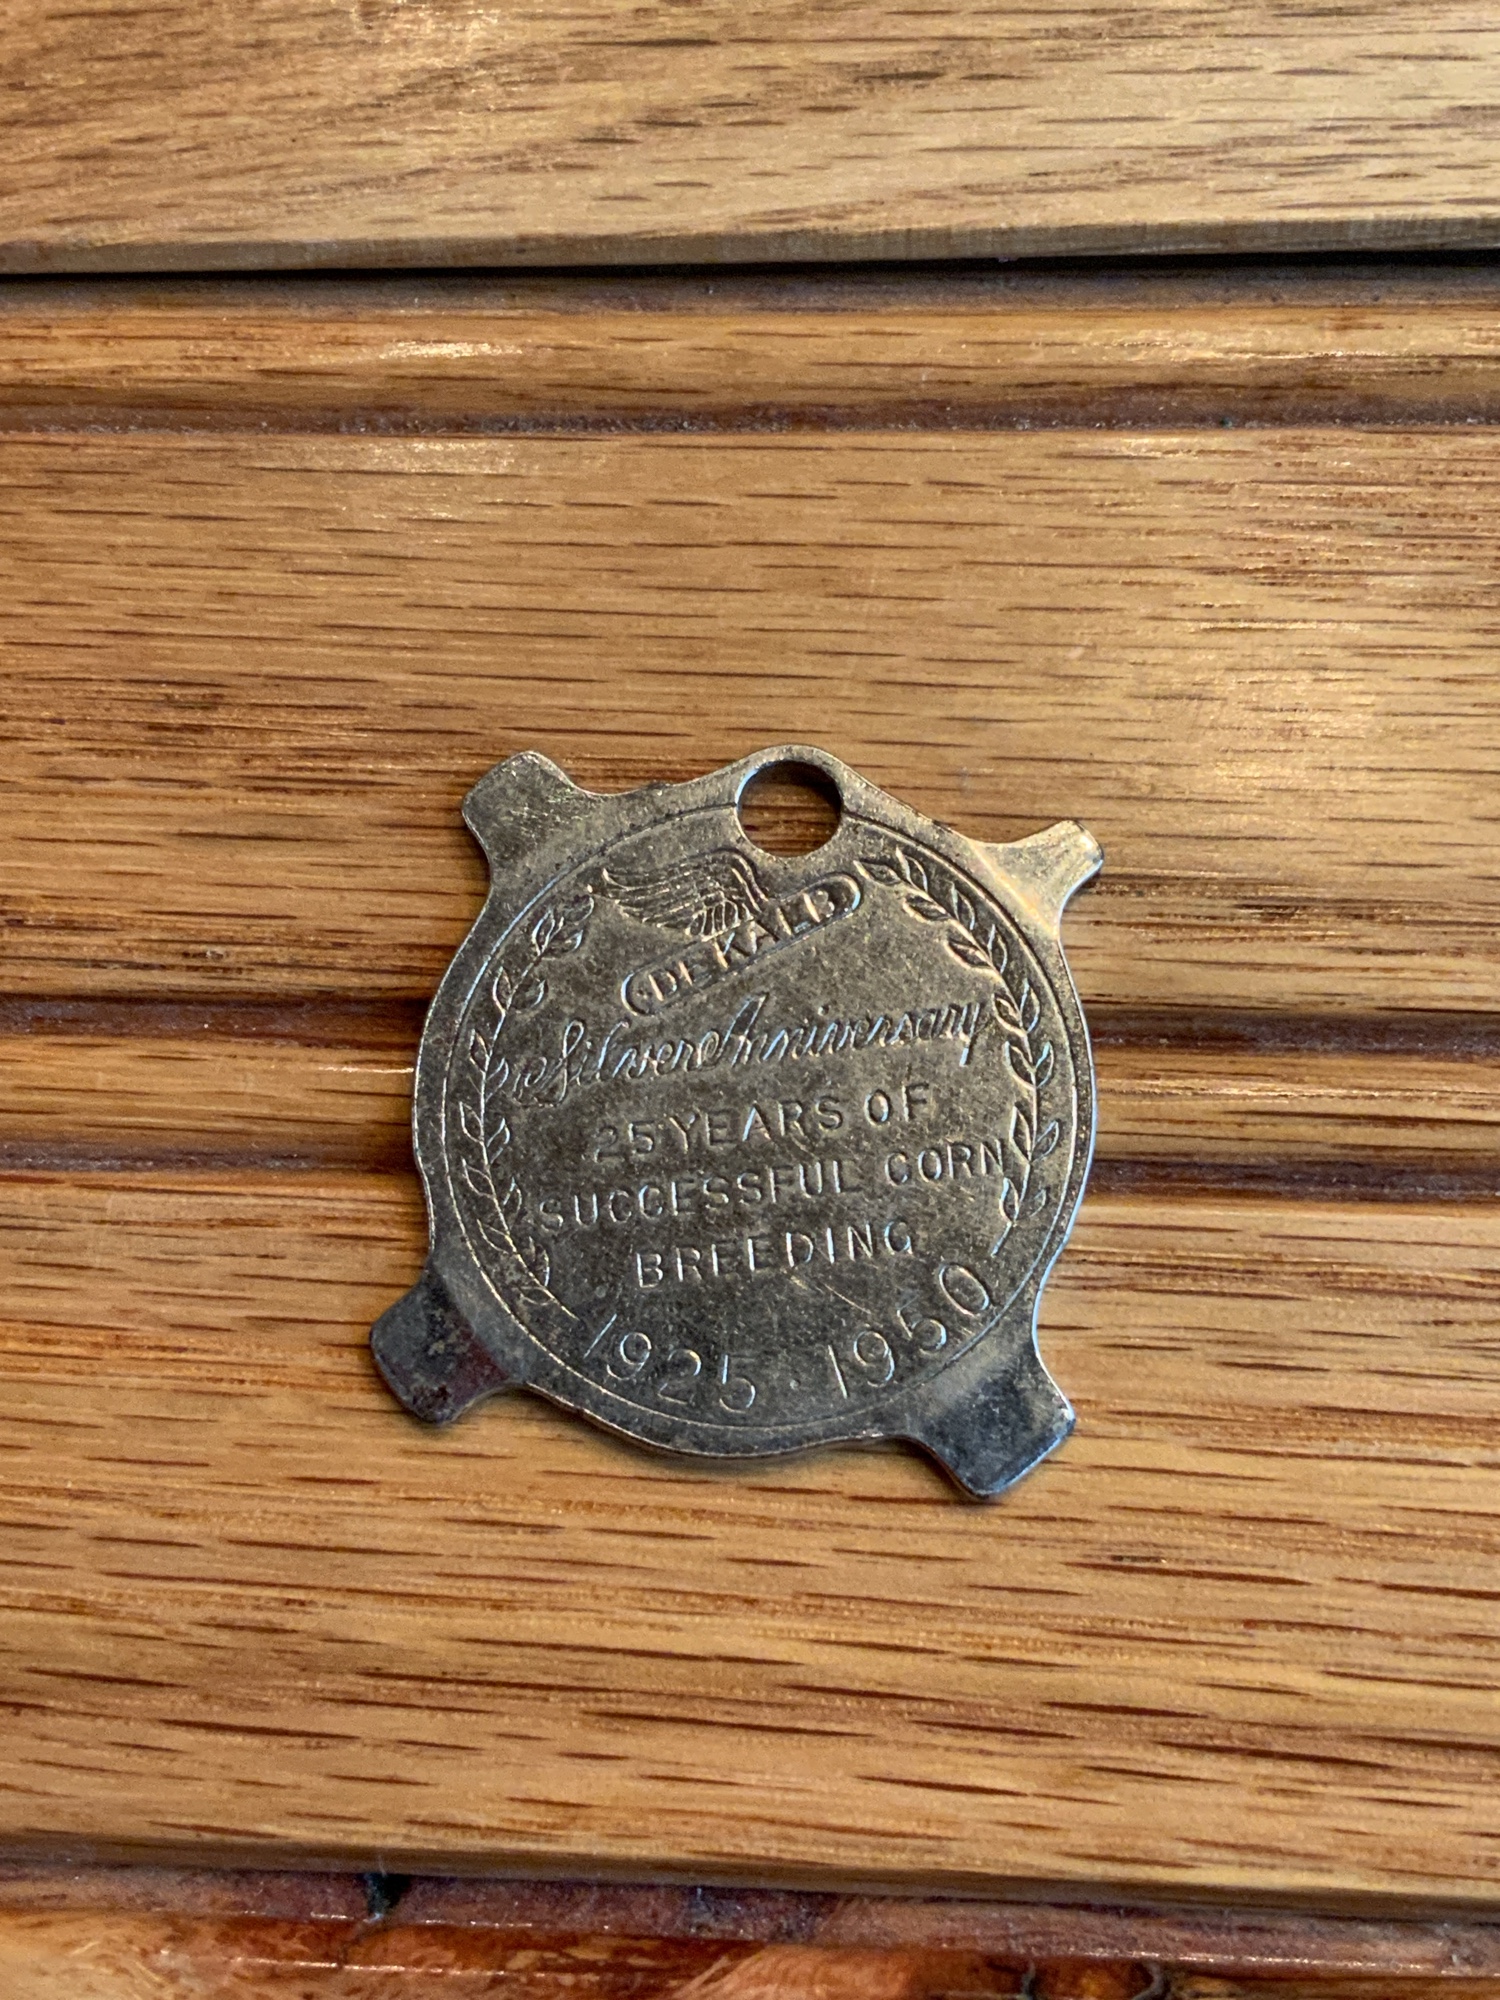 DEKALB
Silver Anniversary
25 YEARS OF
SUCCESSFUL CORN
BREEDING
1925 · 1950